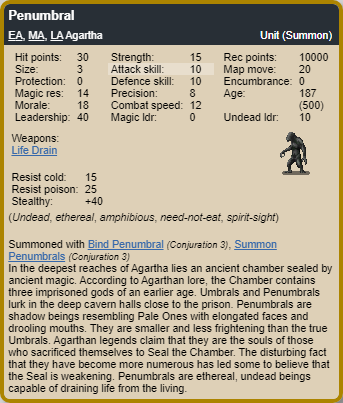 Penumbral
EA, MA, LA Agartha Unit (Summon)
Hit points: 30 Strength: 15 Rec points: 10000
Size: 3 Attack skill: 10 Map move: 20
Protection: 0 Defence skill: 10 Encumbrance: 0
Magic res: 14 Precision: 8 Age: 187
Morale: 18 Combat speed: 12 (500)
Leadership: 40 Magic ldr: 0 Undead ldr: 10
Weapons:
Life Drain
Resist cold: 15
Resist poison: 25
Stealthy: +40
(Undead, ethereal, amphibious, need-not-eat, spirit-sight)
Summoned with Bind Penumbral (Conjuration 3), Summon
Penumbrals (Conjuration 3)
In the deepest reaches of Agartha lies an ancient chamber sealed by
ancient magic. According to Agarthan lore, the Chamber contains
three imprisoned gods of an earlier age. Umbrals and Penumbrals
lurk in the deep cavern halls close to the prison. Penumbrals are
shadow beings resembling Pale Ones with elongated faces and
drooling mouths. They are smaller and less frightening than the true
Umbrals. Agarthan legends claim that they are the souls of those
who sacrificed themselves to Seal the Chamber. The disturbing fact
that they have become more numerous has led some to believe that
the Seal is weakening. Penumbrals are ethereal, undead beings
capable of draining life from the living.